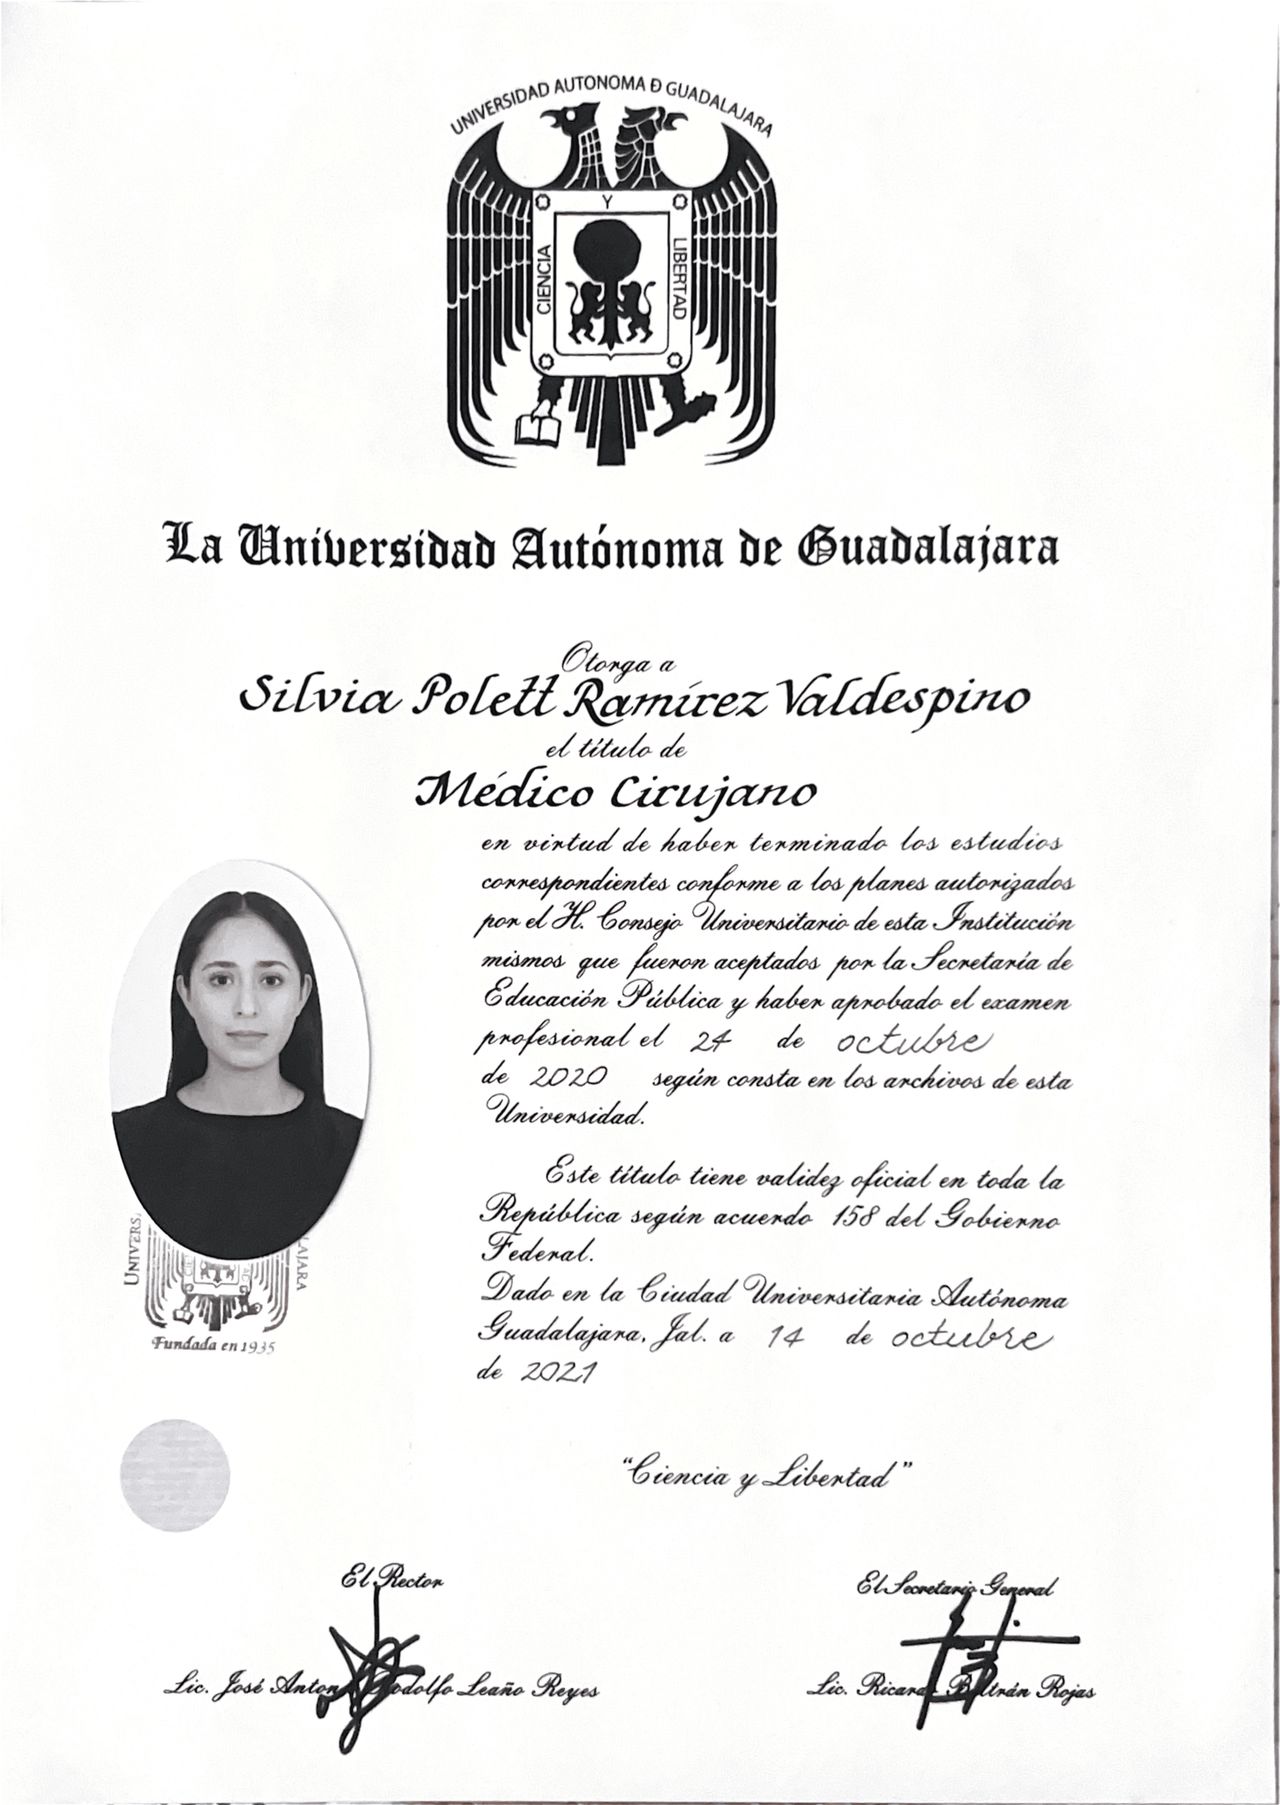 UNIVERSIDAD AUTONOMA Đ GUADALAJARA
Y
CIENCIA
LIBERTAD
La Universidad Autónoma de Guadalajara
Otorga a
Silvia Polett Ramírez Valdespino
el título de
Médico Cirujano
en virtud de haber terminado los estudios
correspondientes conforme a los planes autorizados
por el H. Consejo Universitario de esta Institución
mismos que fueron aceptados por la Secretaría de
Educación Pública y haber aprobado el examen
profesional el 24 de octubre
de 2020 según consta en los archivos de esta
Universidad.
Este título tiene validez oficial en toda la
República según acuerdo 158 del Gobierno
Federal.
Dado en la Ciudad Universitaria Autónoma
Guadalajara, Jal. a 14 de octubre
de 2021
Fundada en 1935
"Ciencia y Libertad"
El Rector
El Secretario General
Lic. José Antonio Rodolfo Leaño Reyes
Lic. Ricardo Beltrán Rojas